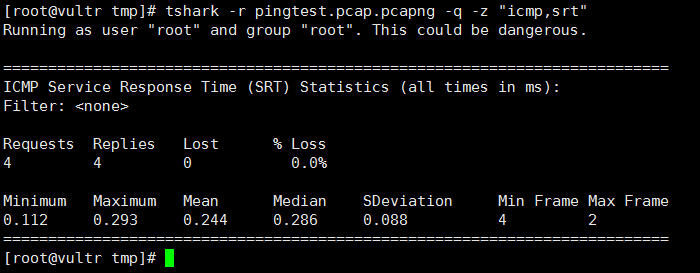 [root@vultr tmp]# tshark -r pingtest.pcap.pcapng -q -z "icmp,srt"
Running as user "root" and group "root". This could be dangerous.
==========================================================================
ICMP Service Response Time (SRT) Statistics (all times in ms):
Filter: <none>
Requests  Replies   Lost      % Loss
4         4         0           0.0%
Minimum   Maximum   Mean      Median    SDeviation     Min Frame Max Frame
0.112     0.293     0.244     0.286     0.088          4         2
==========================================================================
[root@vultr tmp]#